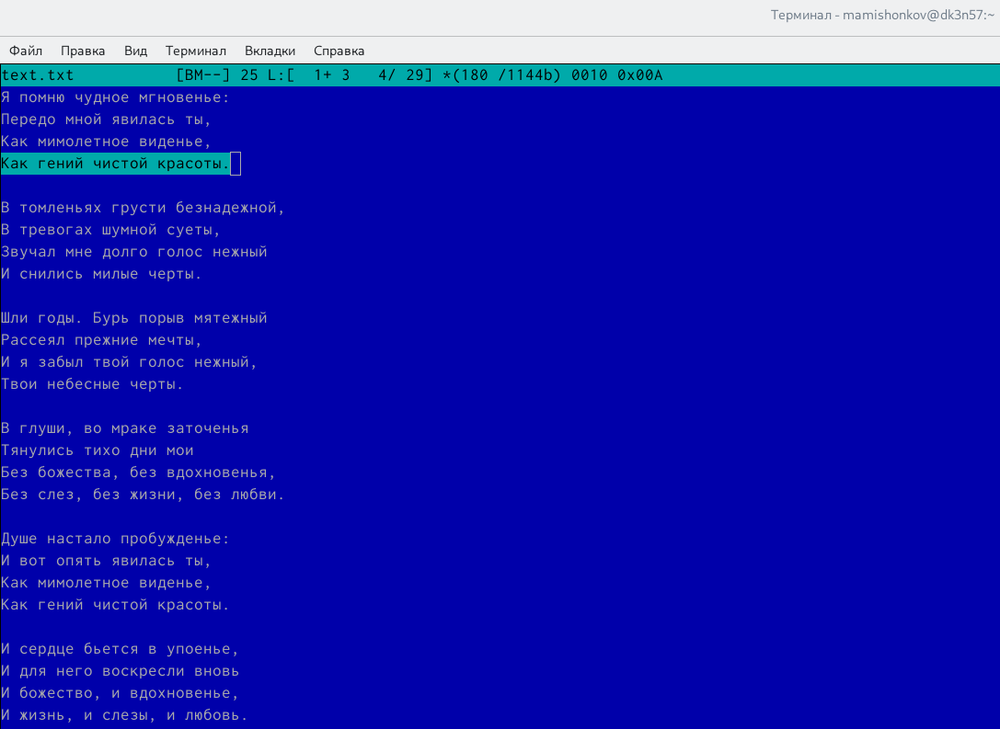 Терминал - mamishonkov@dk3n57:~
Файл Правка Вид Терминал Вкладки Справка
text.txt [BM--] 25 L:[ 1+ 3 4/ 29] *(180 /1144b) 0010 0x00A
Я помню чудное мгновенье:
Передо мной явилась ты,
Как мимолетное виденье,
Как гений чистой красоты.

В томленьях грусти безнадежной,
В тревогах шумной суеты,
Звучал мне долго голос нежный
И снились милые черты.

Шли годы. Бурь порыв мятежный
Рассеял прежние мечты,
И я забыл твой голос нежный,
Твои небесные черты.

В глуши, во мраке заточенья
Тянулись тихо дни мои
Без божества, без вдохновенья,
Без слез, без жизни, без любви.

Душе настало пробужденье:
И вот опять явилась ты,
Как мимолетное виденье,
Как гений чистой красоты.

И сердце бьется в упоенье,
И для него воскресли вновь
И божество, и вдохновенье,
И жизнь, и слезы, и любовь.